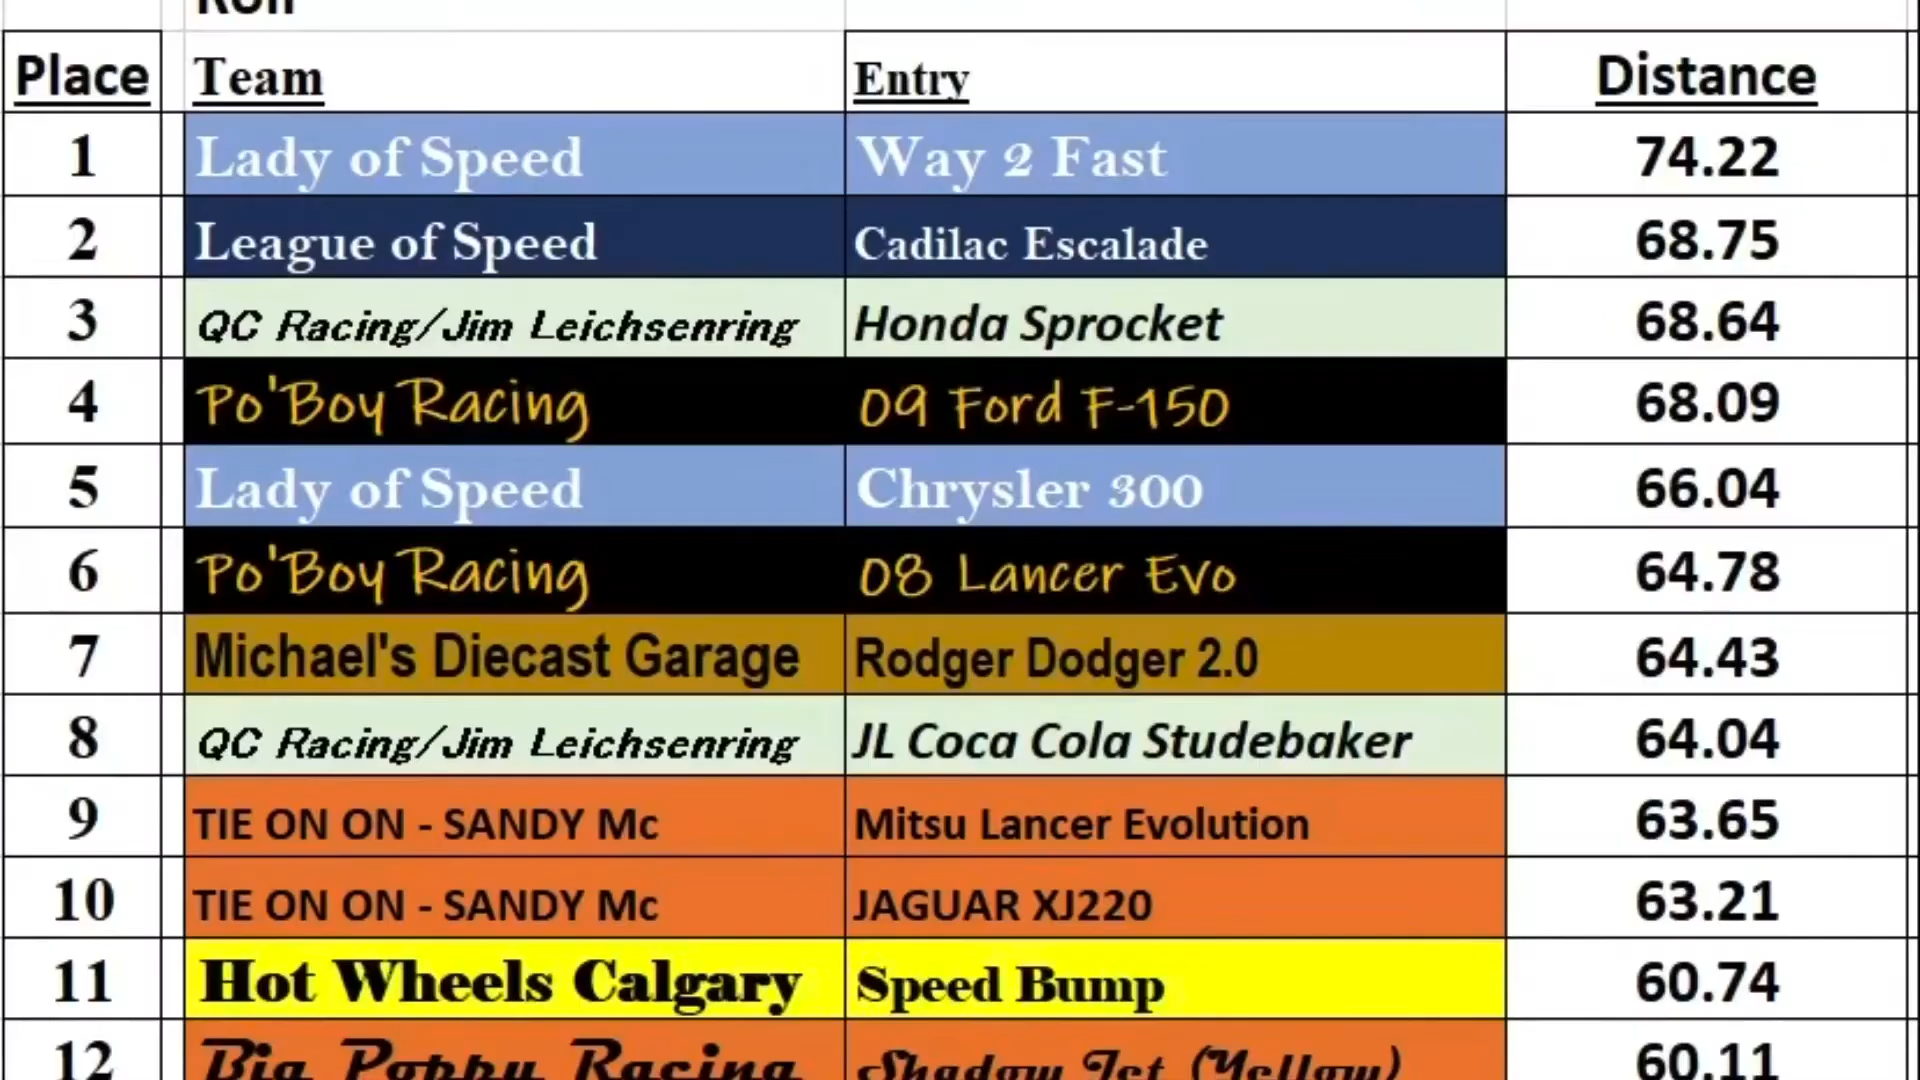 Roll
Place Team Entry Distance
1 Lady of Speed Way 2 Fast 74.22
2 League of Speed Cadilac Escalade 68.75
3 QC Racing/Jim Leichsenring Honda Sprocket 68.64
4 Po'Boy Racing 09 Ford F-150 68.09
5 Lady of Speed Chrysler 300 66.04
6 Po'Boy Racing 08 Lancer Evo 64.78
7 Michael's Diecast Garage Rodger Dodger 2.0 64.43
8 QC Racing/Jim Leichsenring JL Coca Cola Studebaker 64.04
9 TIE ON ON - SANDY Mc Mitsu Lancer Evolution 63.65
10 TIE ON ON - SANDY Mc JAGUAR XJ220 63.21
11 Hot Wheels Calgary Speed Bump 60.74
12 Big Poppy Racing Shadow Jet (Yellow) 60.11